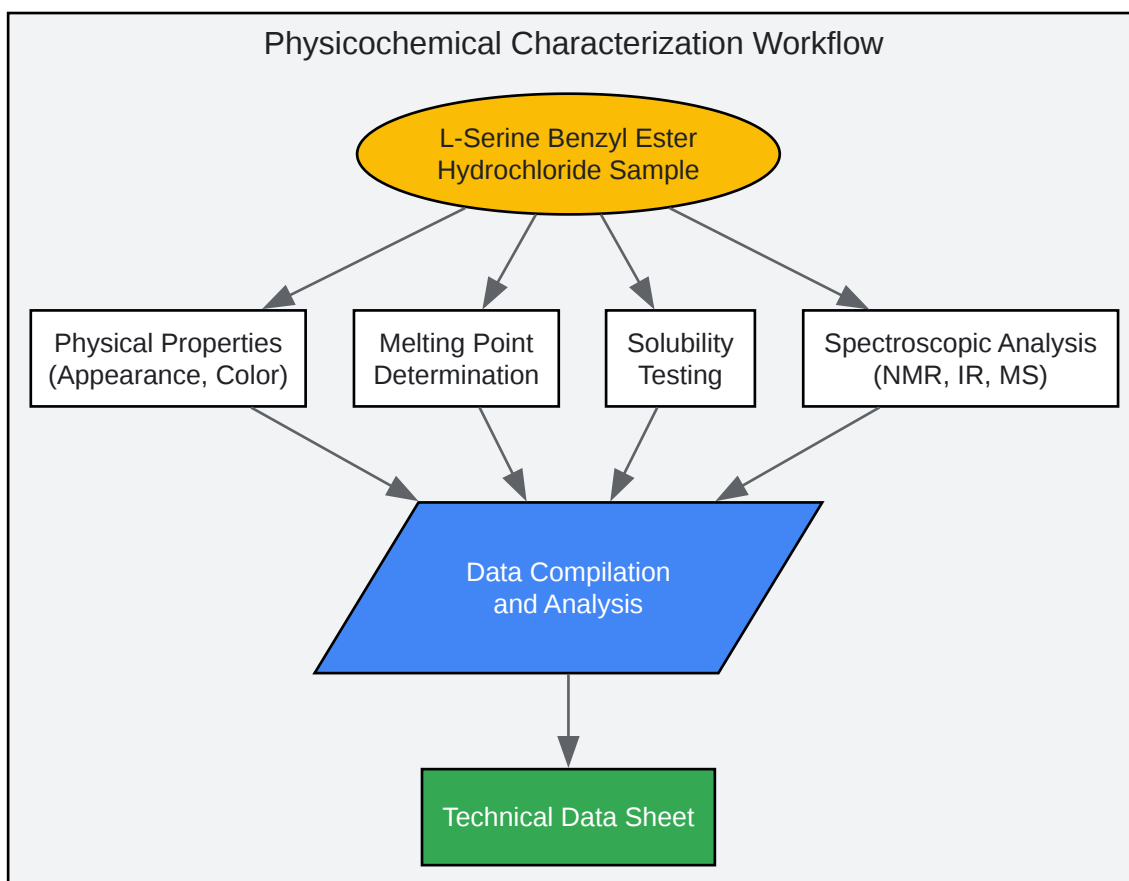 Physicochemical Characterization Workflow
L-Serine Benzyl Ester
Hydrochloride Sample
Physical Properties
(Appearance, Color)
Melting Point
Determination
Solubility
Testing
Spectroscopic Analysis
(NMR, IR, MS)
Data Compilation
and Analysis
Technical Data Sheet